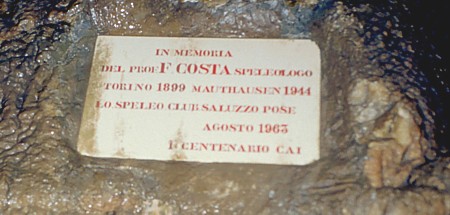 IN MEMORIA
DEL PROF F. COSTA SPELEOLOGO
TORINO 1899 MAUTHAUSEN 1944
LO SPELEO CLUB SALUZZO POSE
AGOSTO 1963
I° CENTENARIO CAI